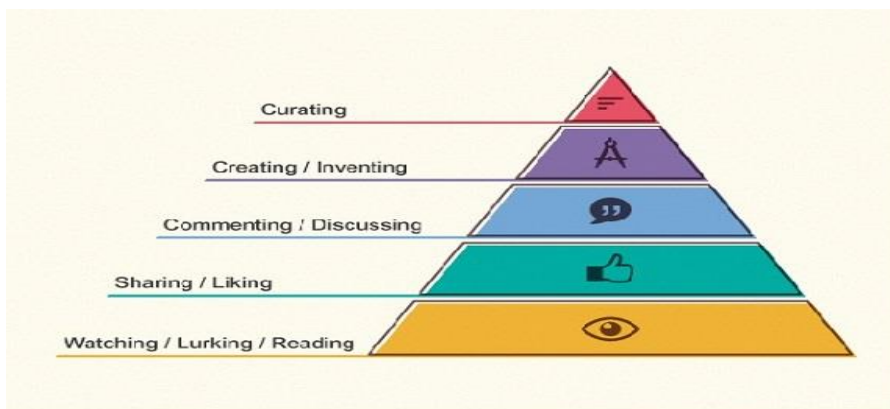 Curating
Creating / Inventing
Commenting / Discussing
Sharing / Liking
Watching / Lurking / Reading